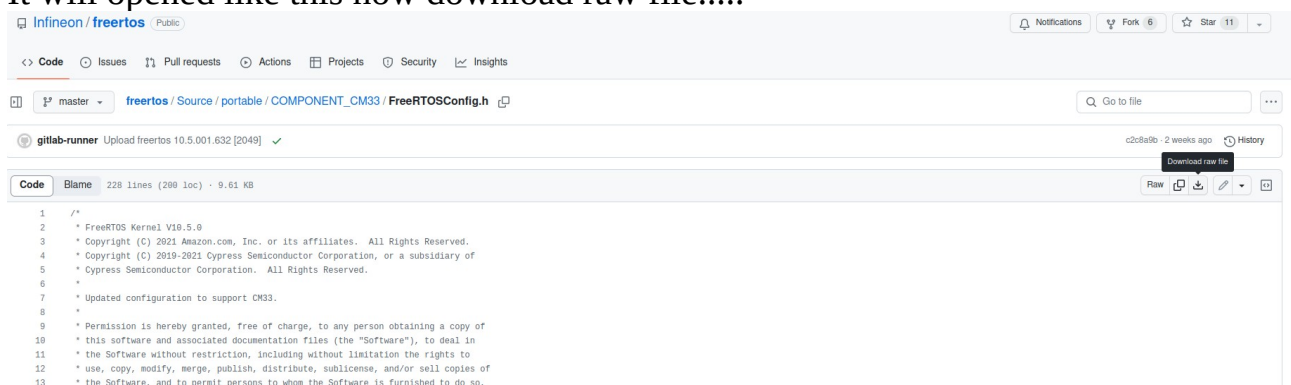 It will opened like this now download raw file.....
Infineon / freertos Public
Notifications Fork 6 Star 11
Code Issues Pull requests Actions Projects Security Insights
master freertos / Source / portable / COMPONENT_CM33 / FreeRTOSConfig.h Go to file
gitlab-runner Upload freertos 10.5.001.632 [2049] c2c8a9b · 2 weeks ago History
Download raw file
Code Blame 228 lines (200 loc) · 9.61 KB Raw
1 /*
2 * FreeRTOS Kernel V10.5.0
3 * Copyright (C) 2021 Amazon.com, Inc. or its affiliates. All Rights Reserved.
4 * Copyright (C) 2019-2021 Cypress Semiconductor Corporation, or a subsidiary of
5 * Cypress Semiconductor Corporation. All Rights Reserved.
6 *
7 * Updated configuration to support CM33.
8 *
9 * Permission is hereby granted, free of charge, to any person obtaining a copy of
10 * this software and associated documentation files (the "Software"), to deal in
11 * the Software without restriction, including without limitation the rights to
12 * use, copy, modify, merge, publish, distribute, sublicense, and/or sell copies of
13 * the Software, and to permit persons to whom the Software is furnished to do so,